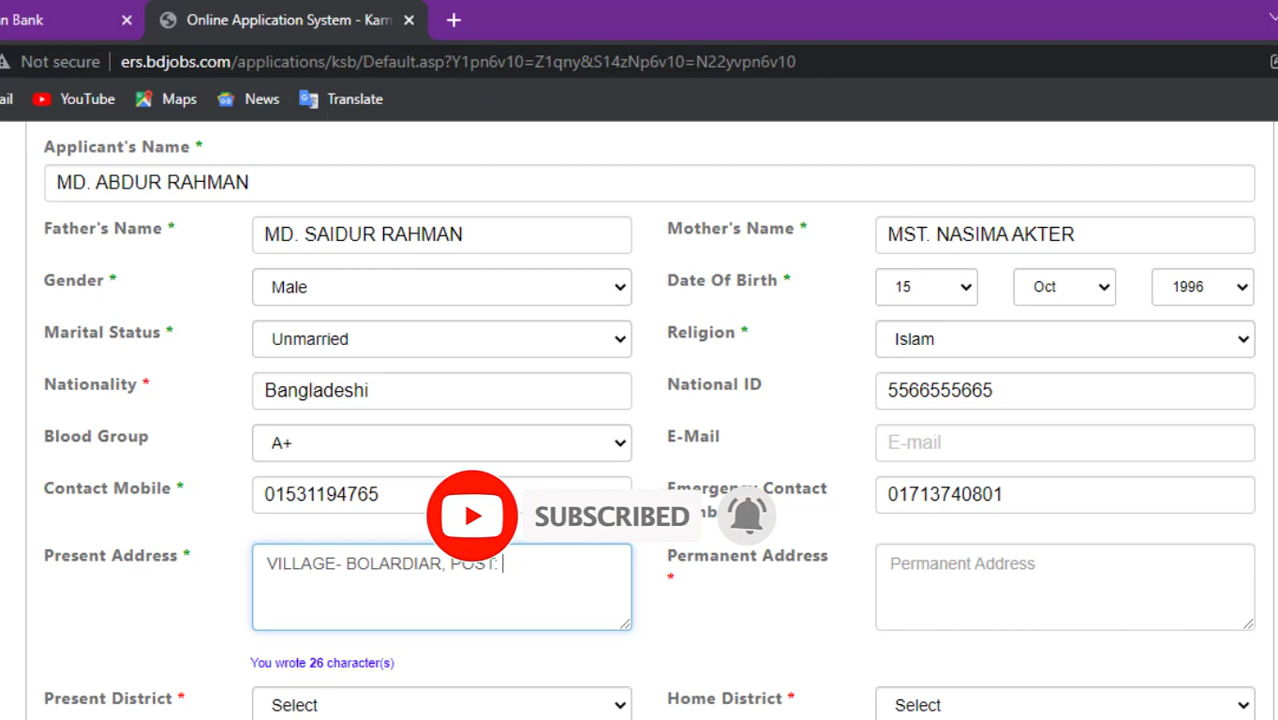 n Bank
Online Application System - Karn
Not secure
ers.bdjobs.com/applications/ksb/Default.asp?Y1pn6v10=Z1qny&S14zNp6v10=N22yvpn6v10
ail YouTube Maps News Translate
Applicant's Name *
MD. ABDUR RAHMAN
Father's Name * MD. SAIDUR RAHMAN Mother's Name * MST. NASIMA AKTER
Gender * Male Date Of Birth * 15 Oct 1996
Marital Status * Unmarried Religion * Islam
Nationality * Bangladeshi National ID 5566555665
Blood Group A+ E-Mail E-mail
Contact Mobile * 01531194765 Emergency Contact 01713740801
SUBSCRIBED
Present Address * VILLAGE- BOLARDIAR, POST: Permanent Address * Permanent Address
You wrote 26 character(s)
Present District * Select Home District * Select